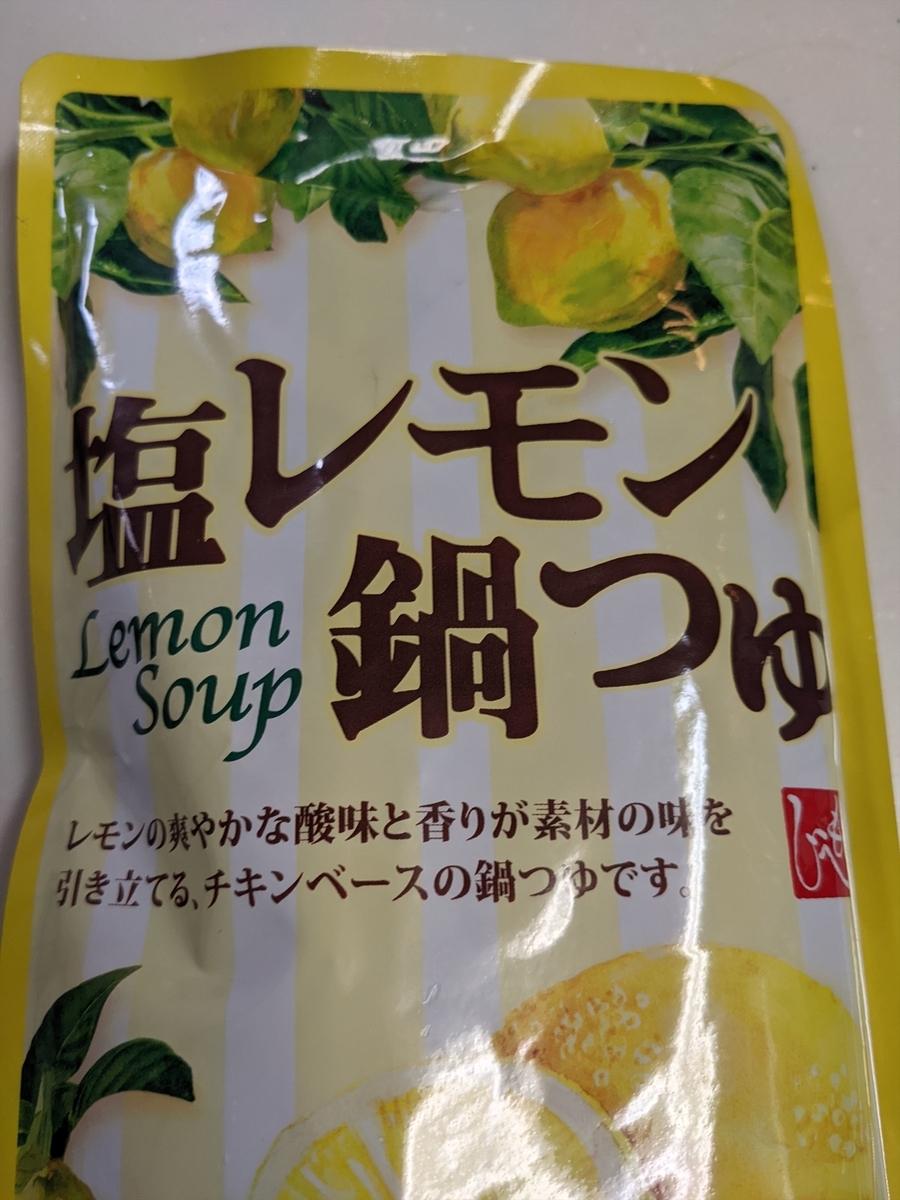 塩レモン
鍋つゆ
Lemon
Soup
レモンの爽やかな酸味と香りが素材の味を
引き立てる、チキンベースの鍋つゆです。